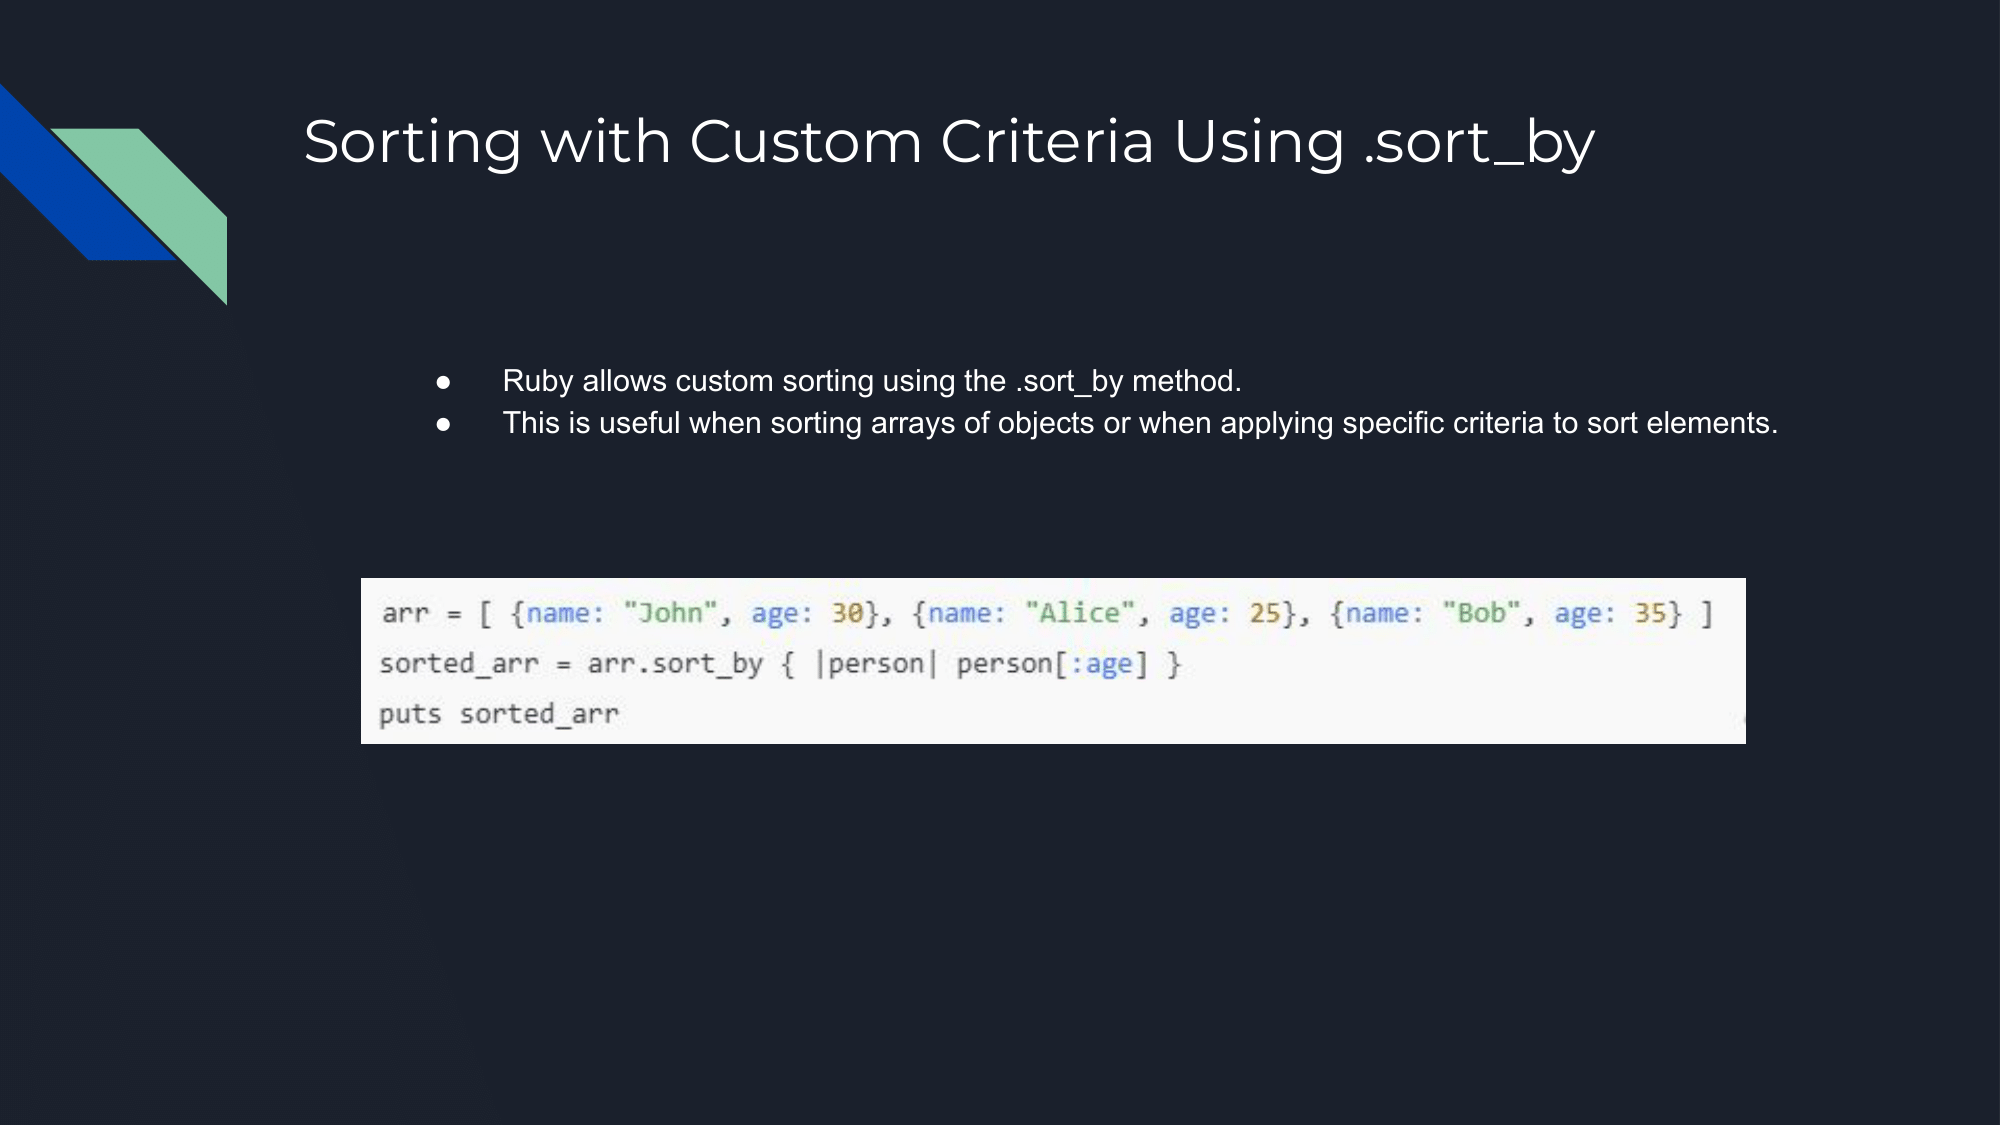 Sorting with Custom Criteria Using .sort_by
● Ruby allows custom sorting using the .sort_by method.
● This is useful when sorting arrays of objects or when applying specific criteria to sort elements.
arr = [ {name: "John", age: 30}, {name: "Alice", age: 25}, {name: "Bob", age: 35} ]
sorted_arr = arr.sort_by { |person| person[:age] }
puts sorted_arr